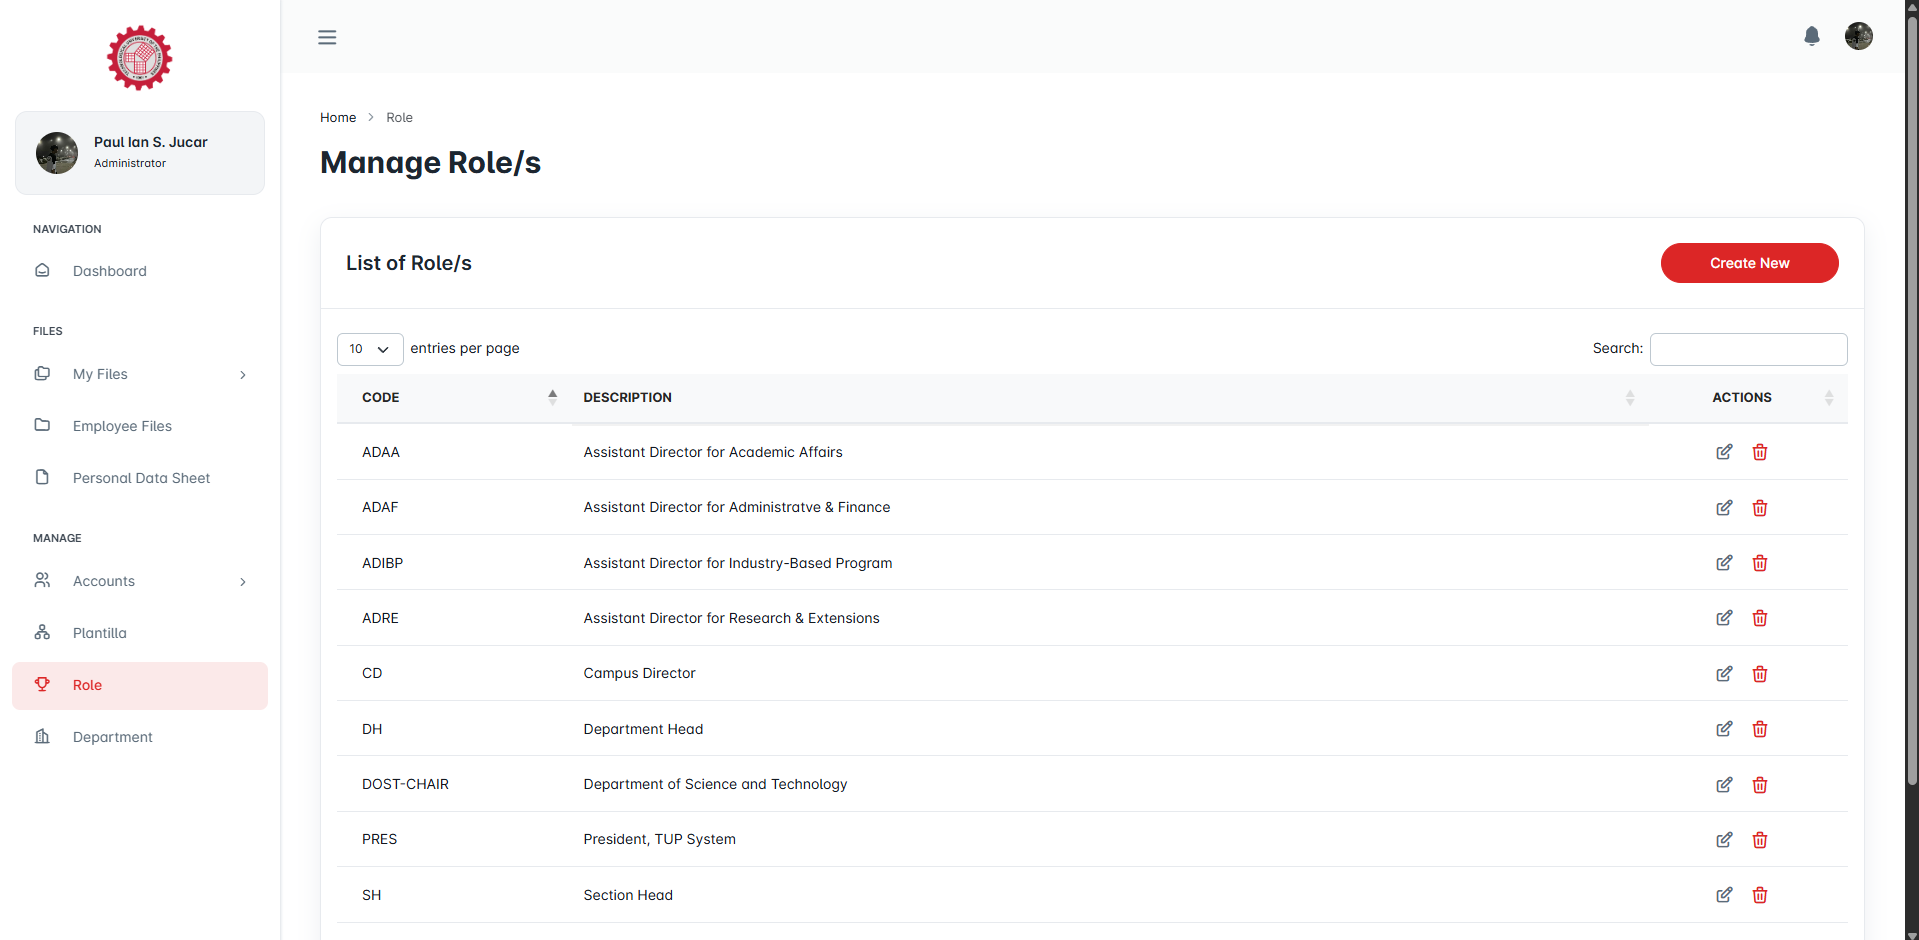 Paul Ian S. Jucar
Administrator
NAVIGATION
Dashboard
FILES
My Files
Employee Files
Personal Data Sheet
MANAGE
Accounts
Plantilla
Role
Department
Home > Role
Manage Role/s
List of Role/s
Create New
10 entries per page
Search:
CODE DESCRIPTION ACTIONS
ADAA Assistant Director for Academic Affairs
ADAF Assistant Director for Administratve & Finance
ADIBP Assistant Director for Industry-Based Program
ADRE Assistant Director for Research & Extensions
CD Campus Director
DH Department Head
DOST-CHAIR Department of Science and Technology
PRES President, TUP System
SH Section Head